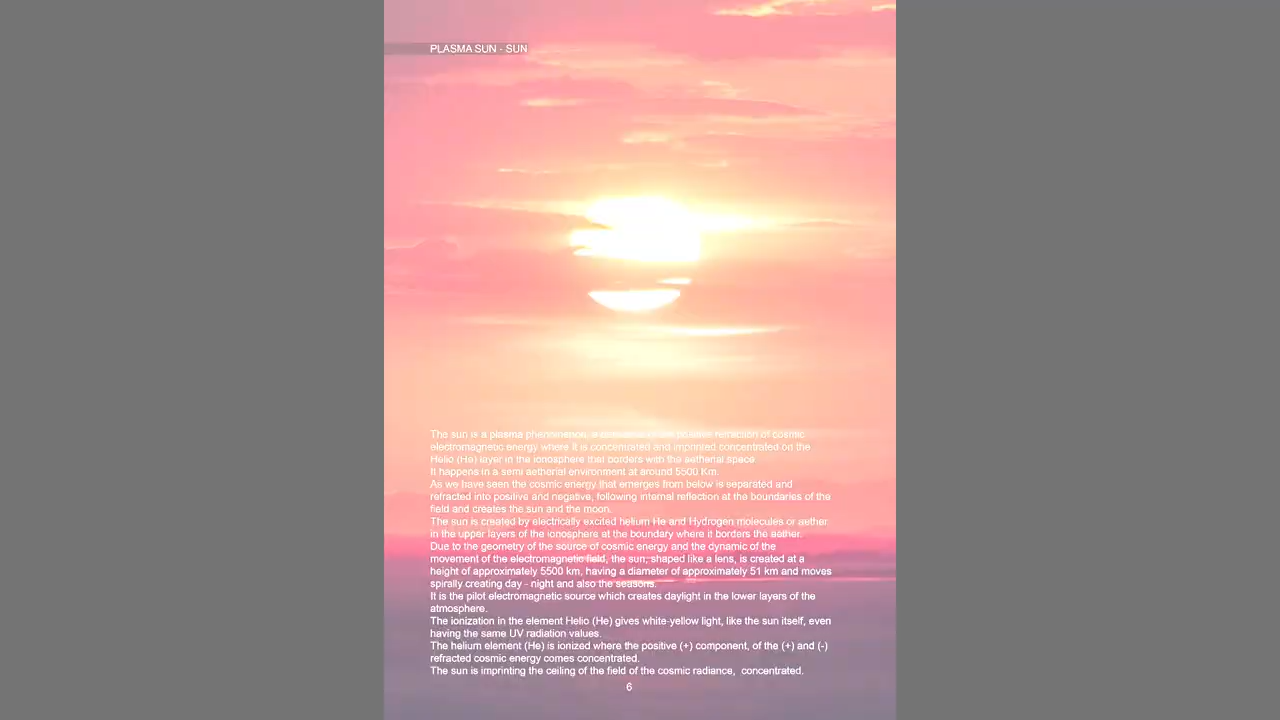 PLASMA SUN - SUN
The sun is a plasma phenomenon, a consequence of positive refraction of cosmic
electromagnetic energy where it is concentrated and imprinted concentrated on the
Helio (He) layer in the ionosphere that borders with the aetherial space
It happens in a semi aetherial environment at around 5500 Km.
As we have seen the cosmic energy that emerges from below is separated and
refracted into positive and negative, following internal reflection at the boundaries of the
field and creates the sun and the moon.
The sun is created by electrically excited helium He and Hydrogen molecules or aether
in the upper layers of the ionosphere at the boundary where it borders the aether.
Due to the geometry of the source of cosmic energy and the dynamic of the
movement of the electromagnetic field, the sun, shaped like a lens, is created at a
height of approximately 5500 km, having a diameter of approximately 51 km and moves
spirally creating day - night and also the seasons.
It is the pilot electromagnetic source which creates daylight in the lower layers of the
atmosphere.
The ionization in the element Helio (He) gives white-yellow light, like the sun itself, even
having the same UV radiation values.
The helium element (He) is ionized where the positive (+) component, of the (+) and (-)
refracted cosmic energy comes concentrated.
The sun is imprinting the ceiling of the field of the cosmic radiance,  concentrated.
6